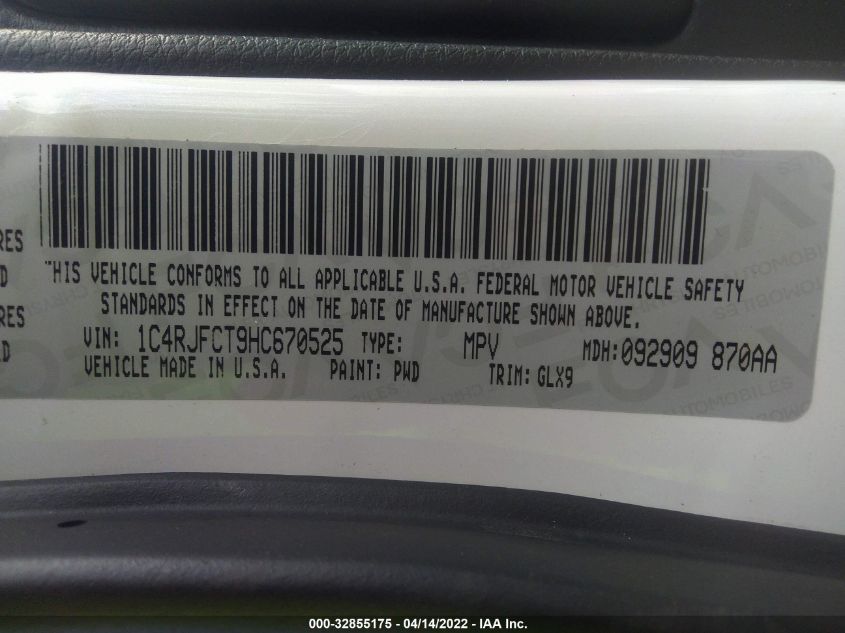 RES
D
RES
D
"HIS VEHICLE CONFORMS TO ALL APPLICABLE U.S.A. FEDERAL MOTOR VEHICLE SAFETY
STANDARDS IN EFFECT ON THE DATE OF MANUFACTURE SHOWN ABOVE.
VIN: 1C4RJFCT9HC670525 TYPE: MPV MDH:092909 870AA
VEHICLE MADE IN U.S.A. PAINT: PWD TRIM: GLX9
000-32855175 - 04/14/2022 - IAA Inc.